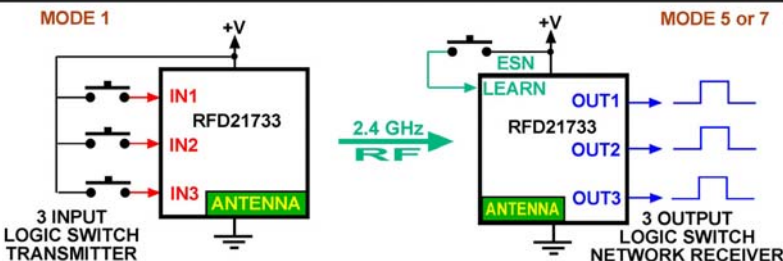 MODE 1
+V
IN1
IN2
IN3
RFD21733
ANTENNA
3 INPUT
LOGIC SWITCH
TRANSMITTER
2.4 GHz
RF
MODE 5 or 7
+V
ESN
LEARN
RFD21733
OUT1
OUT2
OUT3
ANTENNA
3 OUTPUT
LOGIC SWITCH
NETWORK RECEIVER